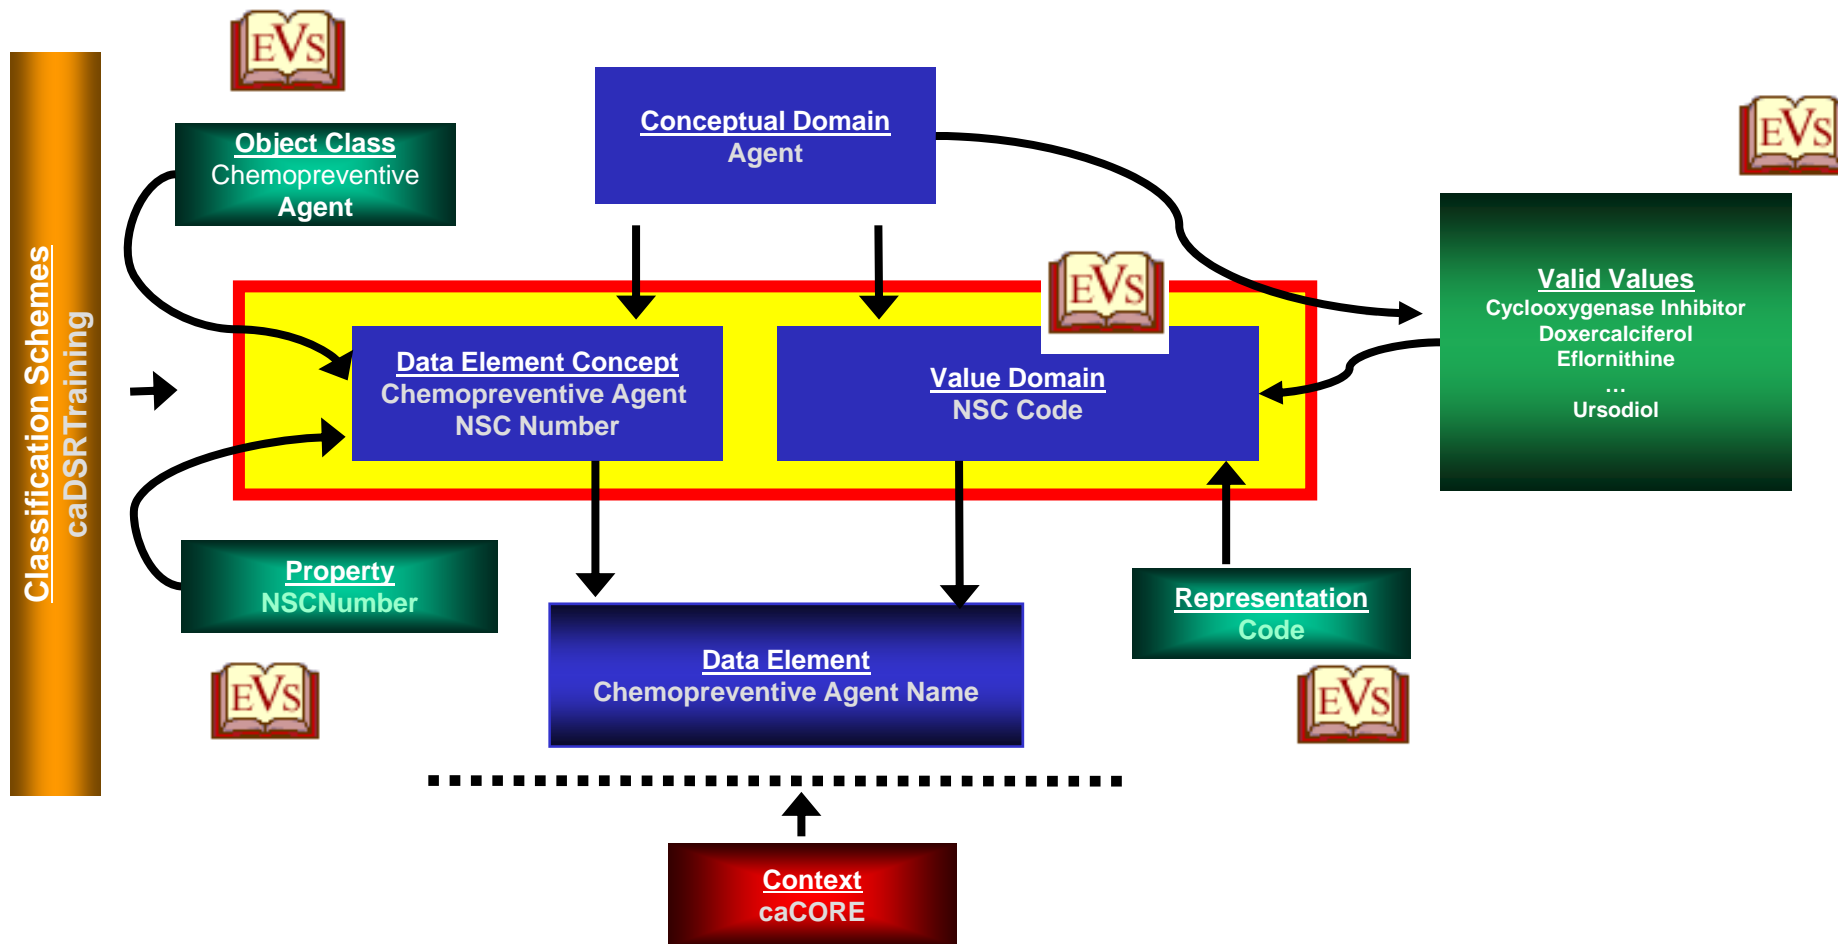 EVS
Object Class
Chemopreventive
Agent
Conceptual Domain
Agent
EVS
Classification Schemes
caDSRTraining
EVS
Valid Values
Cyclooxygenase Inhibitor
Doxercalciferol
Eflornithine
...
Ursodiol
Data Element Concept
Chemopreventive Agent
NSC Number
Value Domain
NSC Code
Property
NSCNumber
Representation
Code
EVS
EVS
Data Element
Chemopreventive Agent Name
Context
caCORE